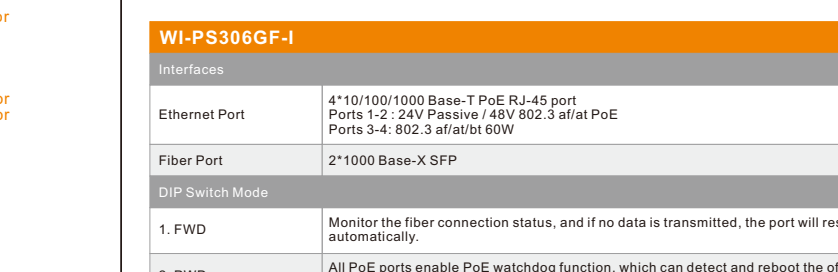 WI-PS306GF-I
Interfaces
Ethernet Port
4*10/100/1000 Base-T PoE RJ-45 port
Ports 1-2 : 24V Passive / 48V 802.3 af/at PoE
Ports 3-4: 802.3 af/at/bt 60W
Fiber Port
2*1000 Base-X SFP
DIP Switch Mode
1. FWD
Monitor the fiber connection status, and if no data is transmitted, the port will
automatically.
All PoE ports enable PoE watchdog function, which can detect and reboot the